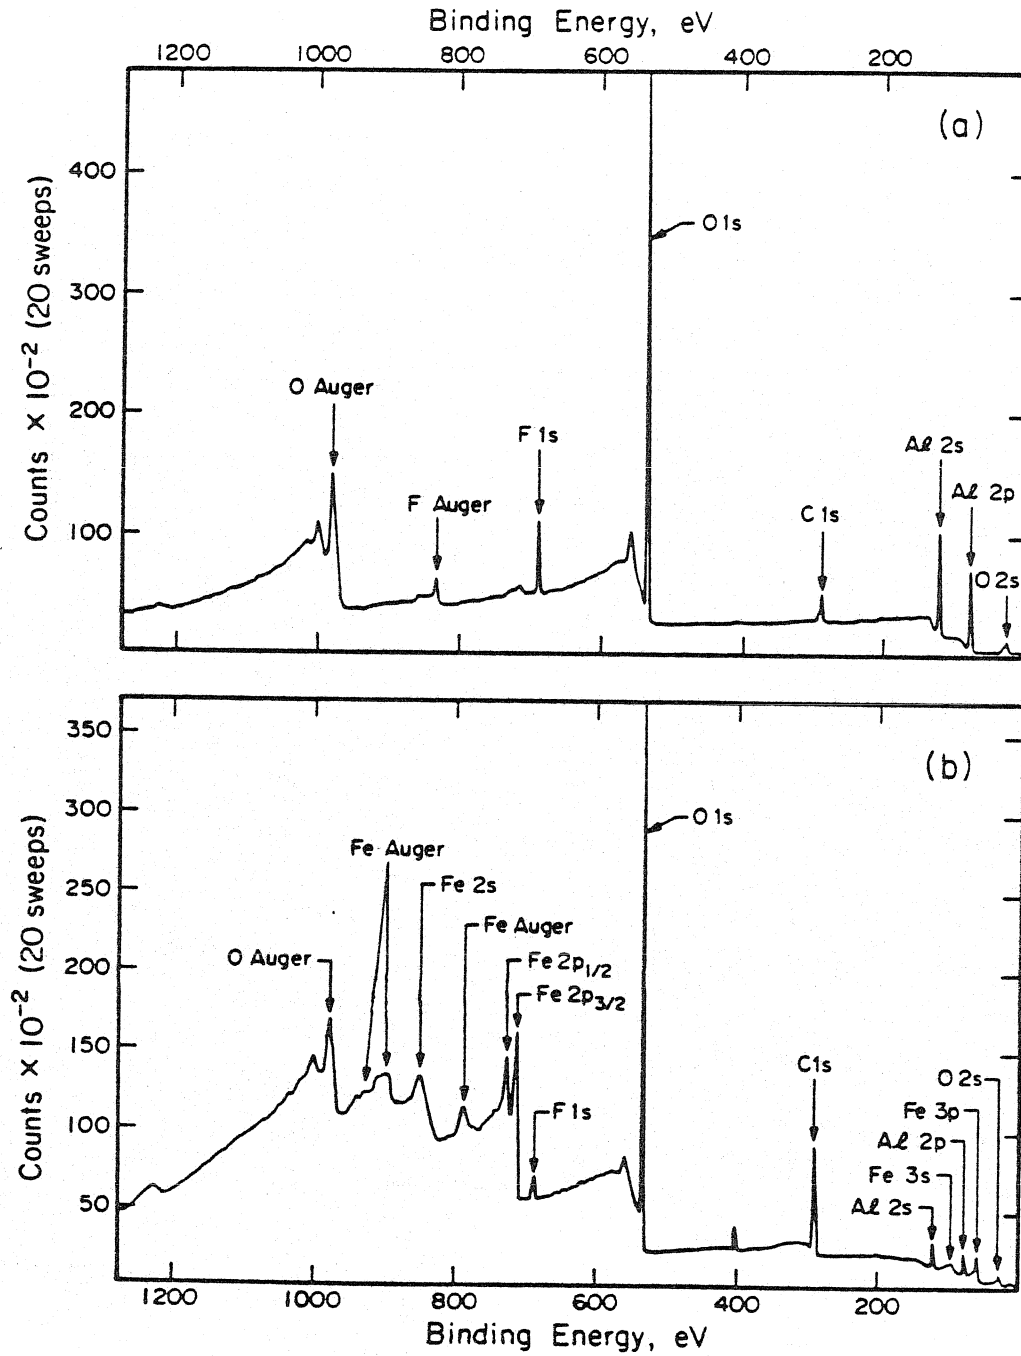 Binding Energy, eV
1200 1000 800 600 400 200
(a)
Counts X 10⁻² (20 sweeps)
400
300
200
100
O 1s
O Auger
F 1s
F Auger
C 1s
Al 2s
Al 2p
O 2s
(b)
Counts X 10⁻² (20 sweeps)
350
300
250
200
150
100
50
O 1s
Fe Auger
Fe 2s
Fe Auger
O Auger
Fe 2p₁/₂
Fe 2p₃/₂
F 1s
C1s
O 2s
Fe 3p
Al 2p
Fe 3s
Al 2s
1200 1000 800 600 400 200
Binding Energy, eV